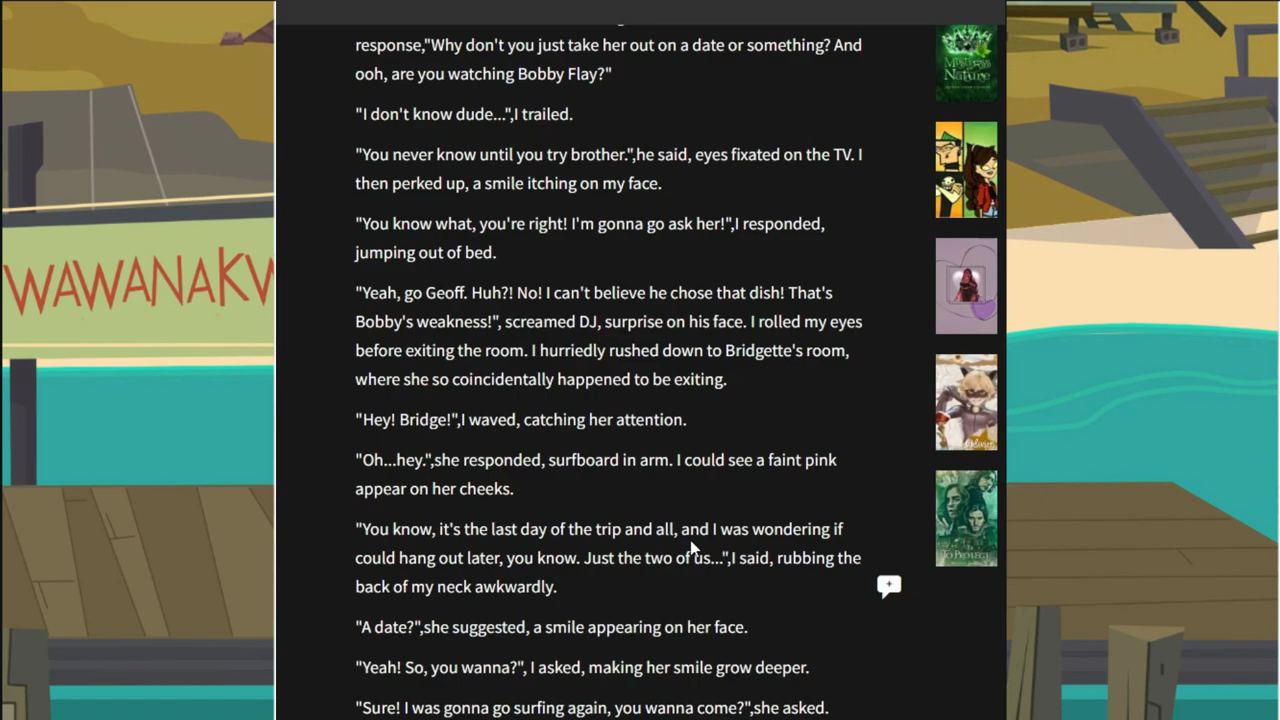 response,"Why don't you just take her out on a date or something? And
ooh, are you watching Bobby Flay?"
"I don't know dude...",I trailed.
"You never know until you try brother.",he said, eyes fixated on the TV. I
then perked up, a smile itching on my face.
"You know what, you're right! I'm gonna go ask her!",I responded,
jumping out of bed.
"Yeah, go Geoff. Huh?! No! I can't believe he chose that dish! That's
Bobby's weakness!", screamed DJ, surprise on his face. I rolled my eyes
before exiting the room. I hurriedly rushed down to Bridgette's room,
where she so coincidentally happened to be exiting.
"Hey! Bridge!",I waved, catching her attention.
"Oh...hey.",she responded, surfboard in arm. I could see a faint pink
appear on her cheeks.
"You know, it's the last day of the trip and all, and I was wondering if
could hang out later, you know. Just the two of us...",I said, rubbing the
back of my neck awkwardly.
"A date?",she suggested, a smile appearing on her face.
"Yeah! So, you wanna?", I asked, making her smile grow deeper.
"Sure! I was gonna go surfing again, you wanna come?",she asked.
WAWANAKW
Nature
To Protect